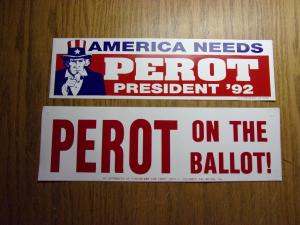 AMERICA NEEDS
PEROT
PRESIDENT '92
PEROT ON THE
BALLOT!